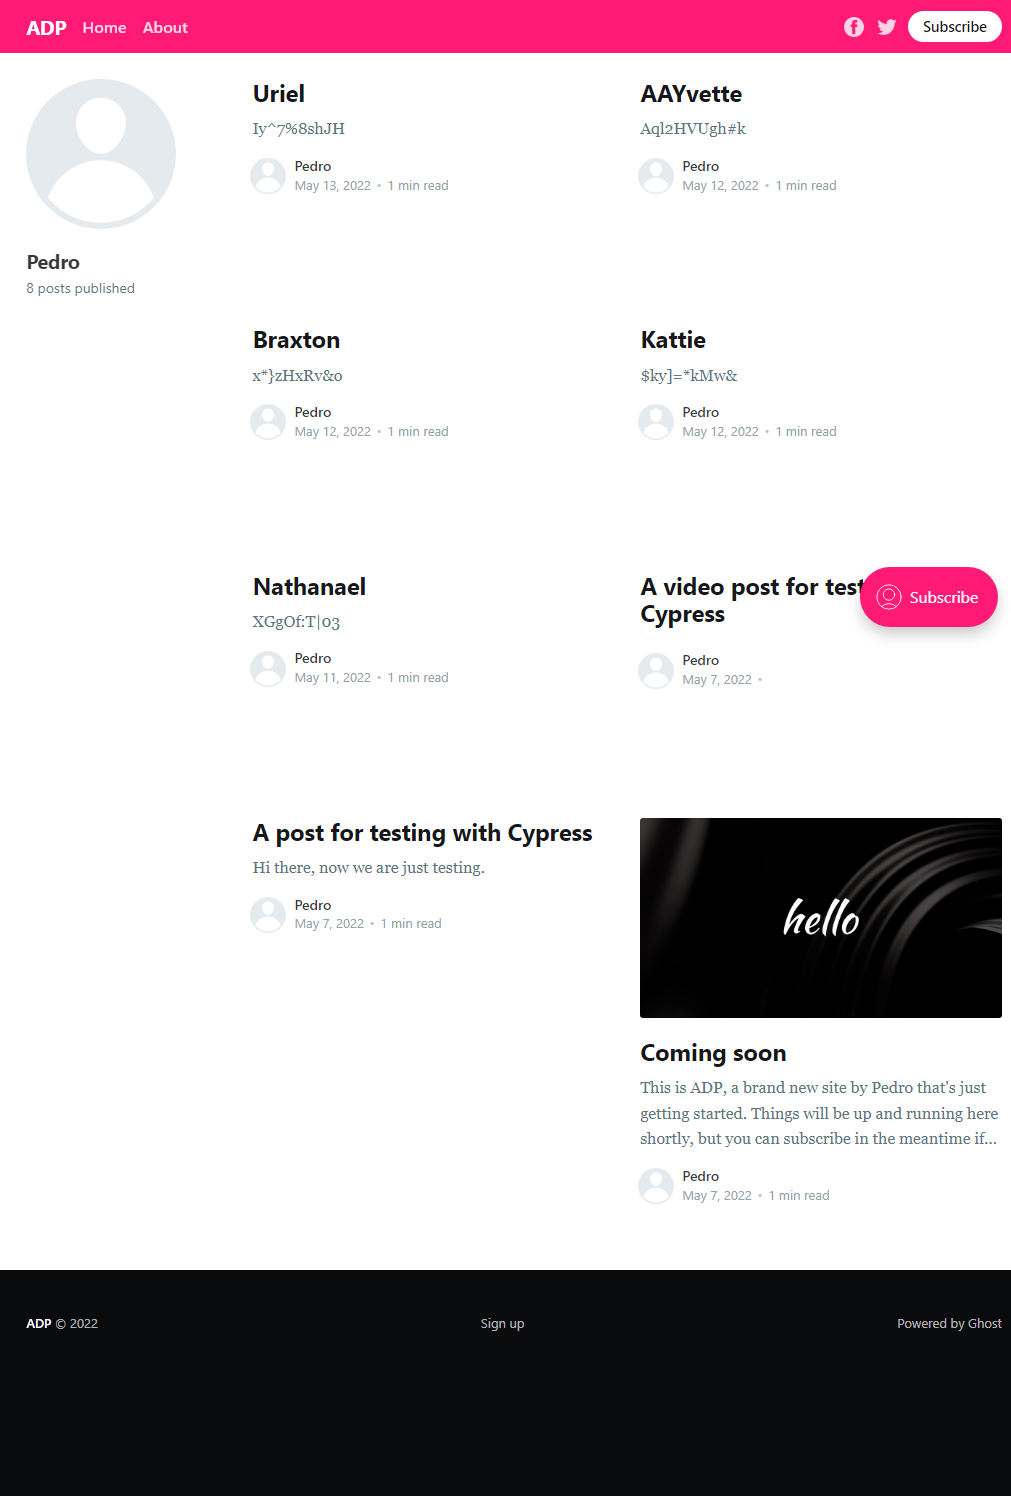 ADP Home About Subscribe
Pedro
8 posts published
Uriel
Iy^7%8shJH
Pedro
May 13, 2022 • 1 min read
AAYvette
Aql2HVUgh#k
Pedro
May 12, 2022 • 1 min read
Braxton
x*}zHxRv&0
Pedro
May 12, 2022 • 1 min read
Kattie
$ky]=*kMw&
Pedro
May 12, 2022 • 1 min read
Nathanael
XGgOf:T|03
Pedro
May 11, 2022 • 1 min read
A video post for test
Cypress
Pedro
May 7, 2022 •
Subscribe
A post for testing with Cypress
Hi there, now we are just testing.
Pedro
May 7, 2022 • 1 min read
hello
Coming soon
This is ADP, a brand new site by Pedro that's just
getting started. Things will be up and running here
shortly, but you can subscribe in the meantime if...
Pedro
May 7, 2022 • 1 min read
ADP © 2022
Sign up
Powered by Ghost